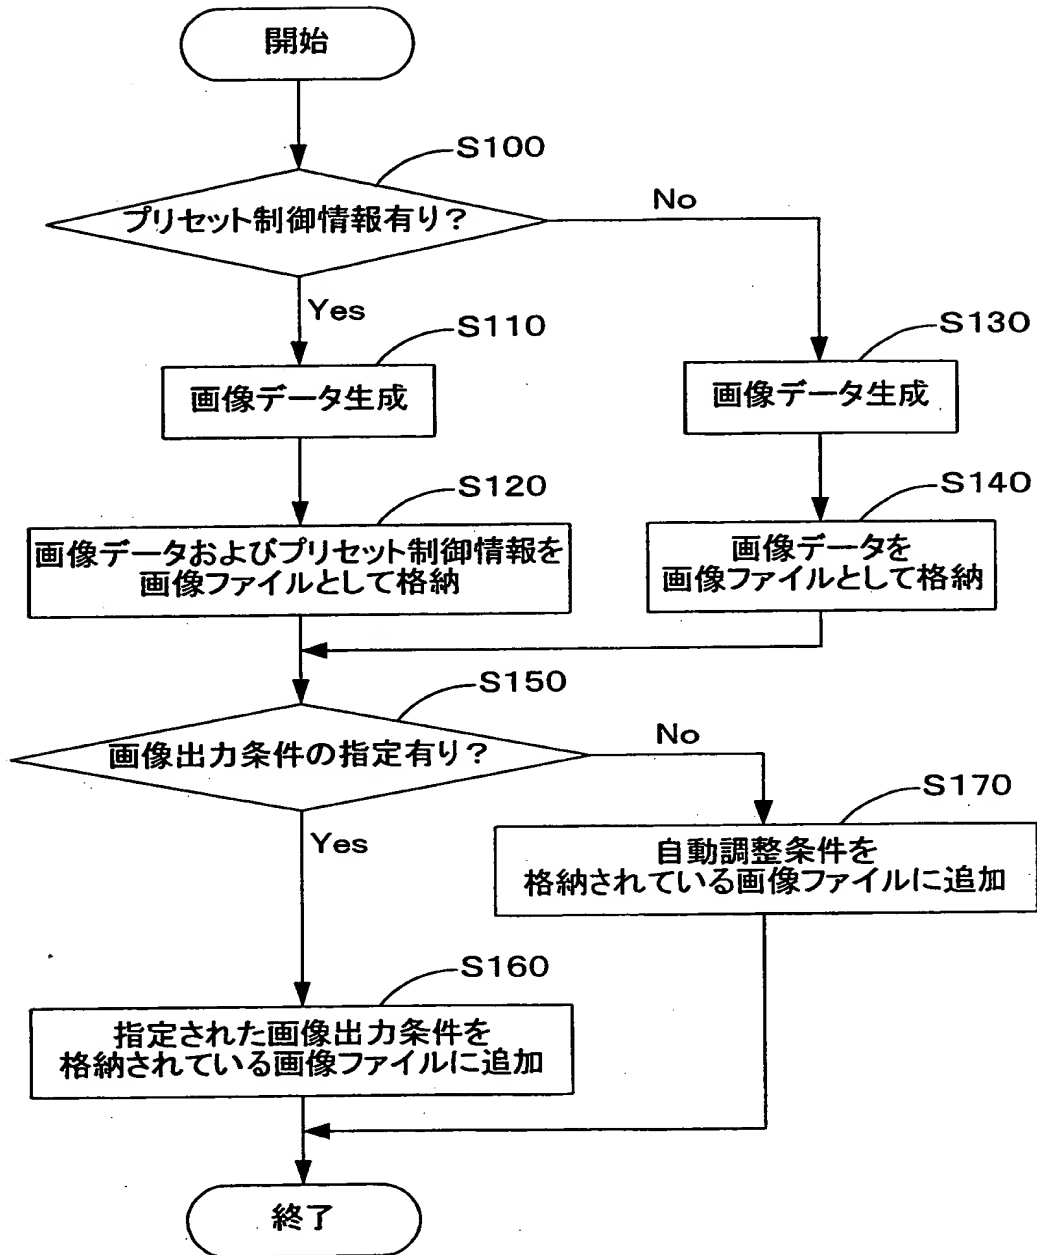 開始
S100
プリセット制御情報有り?
No
Yes
S110
S130
画像データ生成
画像データ生成
S120
S140
画像データおよびプリセット制御情報を
画像ファイルとして格納
画像データを
画像ファイルとして格納
S150
画像出力条件の指定有り?
No
Yes
S170
自動調整条件を
格納されている画像ファイルに追加
S160
指定された画像出力条件を
格納されている画像ファイルに追加
終了